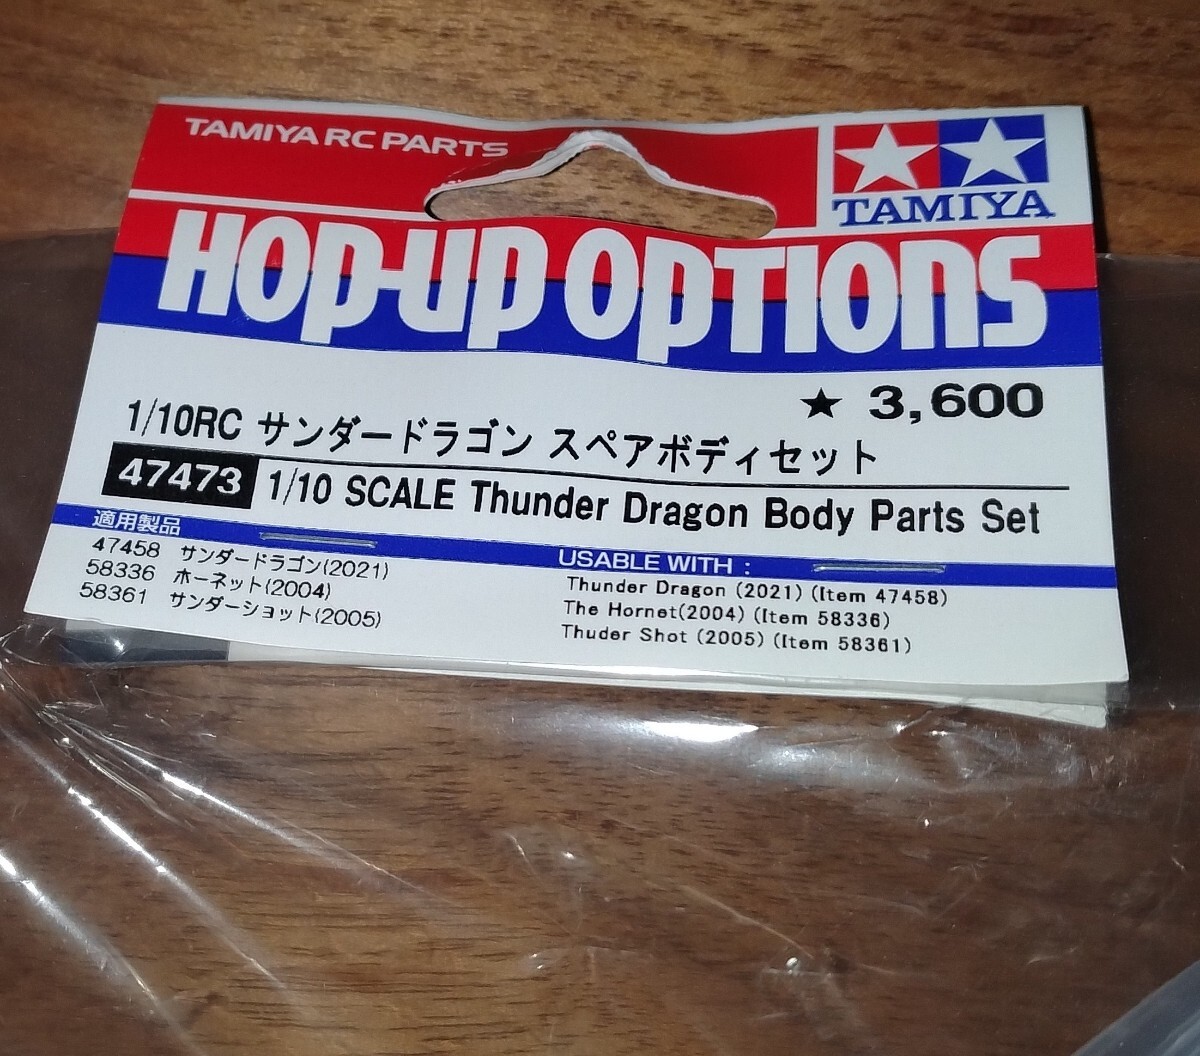 TAMIYA RC PARTS
TAMIYA
HOP-UP OPTIONS
★ 3,600
1/10RC サンダードラゴン スペアボディセット
47473 1/10 SCALE Thunder Dragon Body Parts Set
適用製品
47458 サンダードラゴン(2021)
58336 ホーネット(2004)
58361 サンダーショット(2005)
USABLE WITH :
Thunder Dragon (2021) (Item 47458)
The Hornet(2004) (Item 58336)
Thuder Shot (2005) (Item 58361)